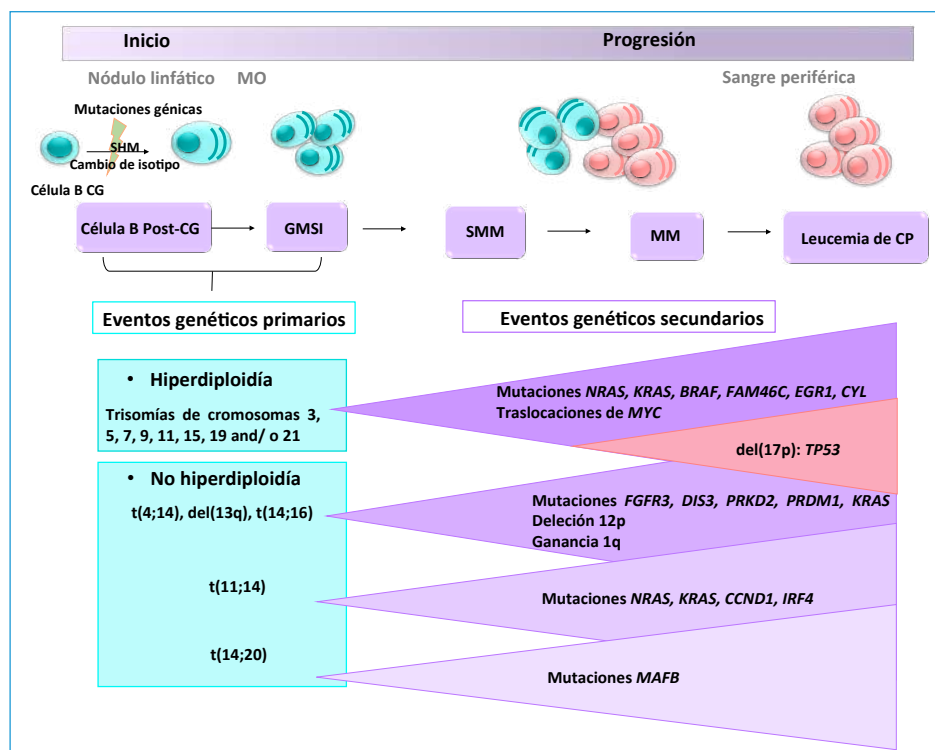 Inicio
Progresión
Nódulo linfático
MO
Sangre periférica
Mutaciones génicas
SHM
Cambio de isotipo
Célula B CG
Célula B Post-CG
GMSI
SMM
MM
Leucemia de CP
Eventos genéticos primarios
Eventos genéticos secundarios
• Hiperdiploidía
Trisomías de cromosomas 3,
5, 7, 9, 11, 15, 19 and/ o 21
Mutaciones NRAS, KRAS, BRAF, FAM46C, EGR1, CYL
Traslocaciones de MYC
del(17p): TP53
• No hiperdiploidía
t(4;14), del(13q), t(14;16)
Mutaciones FGFR3, DIS3, PRKD2, PRDM1, KRAS
Deleción 12p
Ganancia 1q
t(11;14)
Mutaciones NRAS, KRAS, CCND1, IRF4
t(14;20)
Mutaciones MAFB